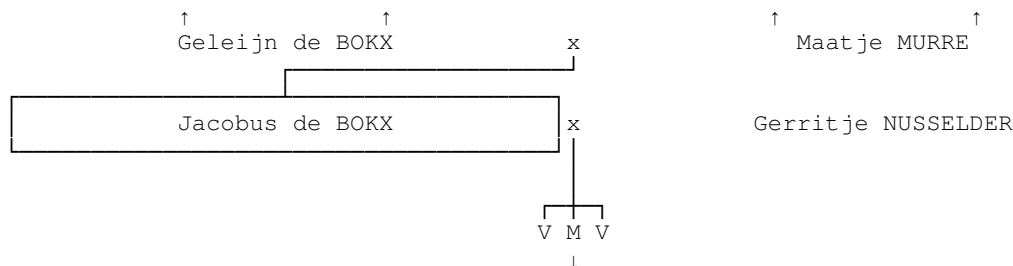 ↑ ↑ ↑ ↑
Geleijn de BOKX x Maatje MURRE
Jacobus de BOKX x Gerritje NUSSELDER
V M V
↓